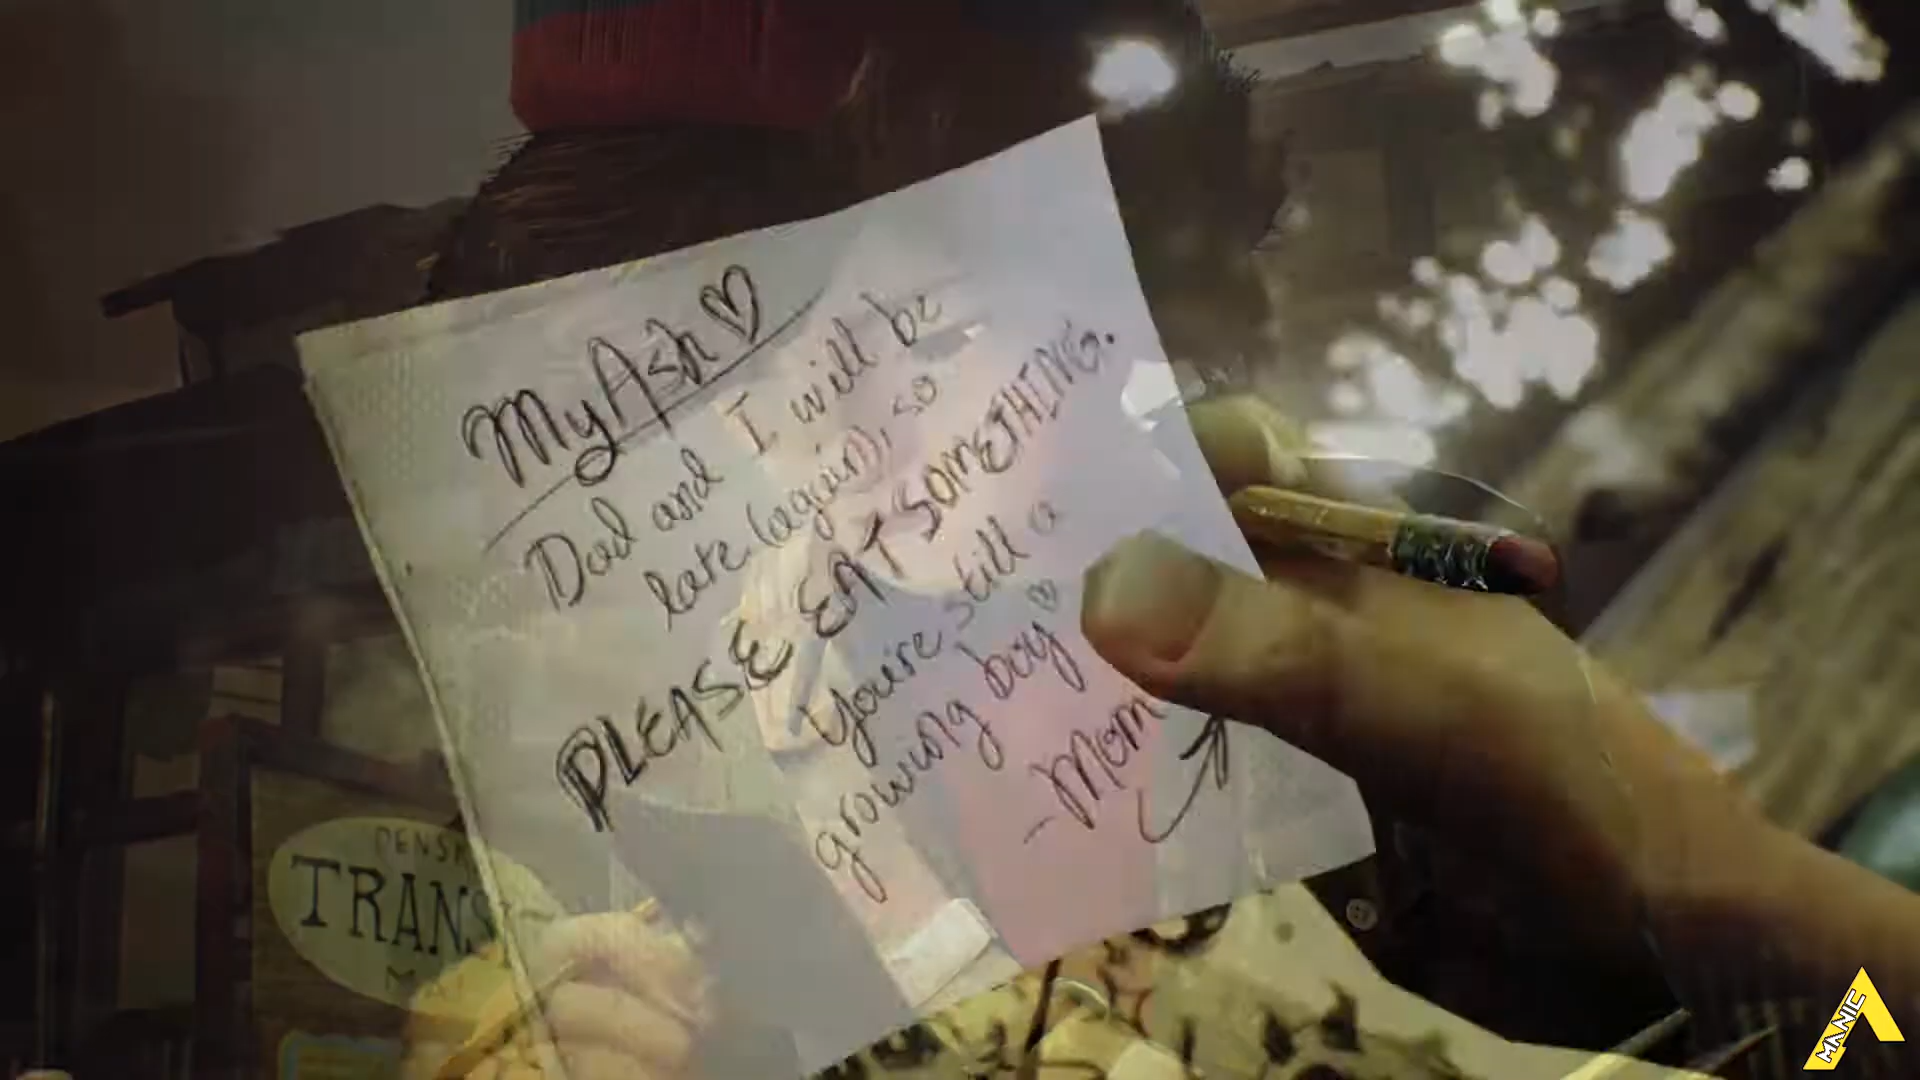 My Ash♡
Dad and I will be
late (again), so
PLEASE EAT SOMETHING.
You're still a
growing boy ♡
-Mom
TRANS
MANIC